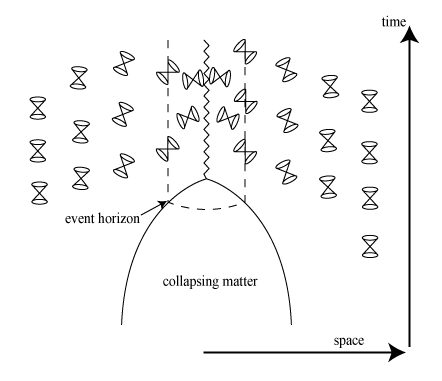 time
event horizon
collapsing matter
space